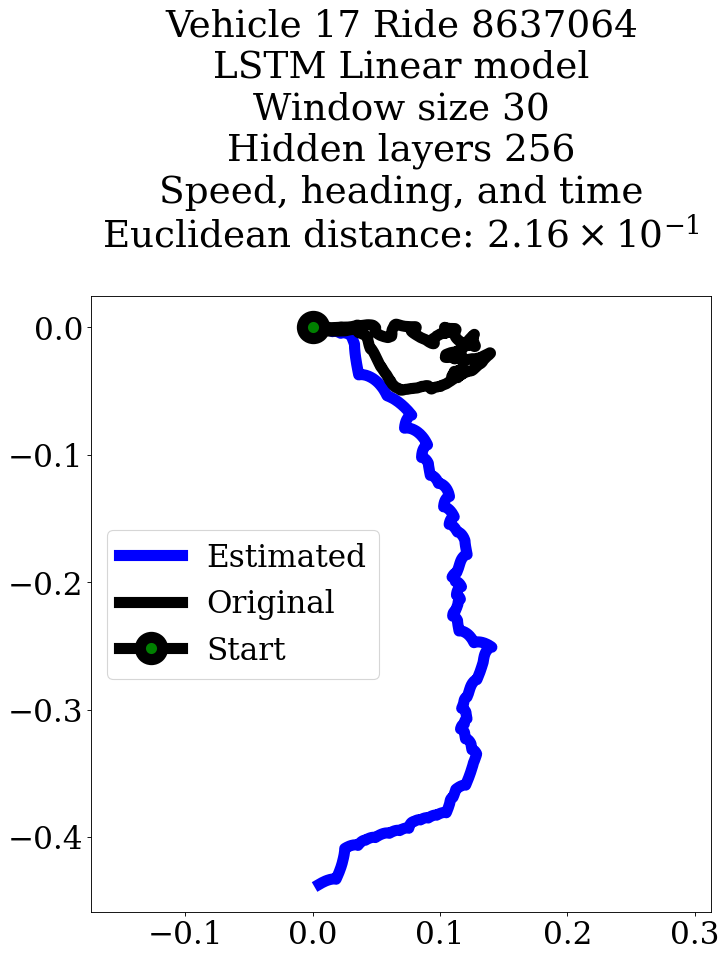 Vehicle 17 Ride 8637064
LSTM Linear model
Window size 30
Hidden layers 256
Speed, heading, and time
Euclidean distance: 2.16 × 10⁻¹
0.0
−0.1
−0.2
−0.3
−0.4
Estimated
Original
Start
−0.1 0.0 0.1 0.2 0.3